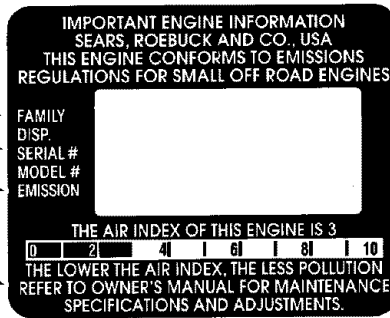 IMPORTANT ENGINE INFORMATION
SEARS, ROEBUCK AND CO., USA
THIS ENGINE CONFORMS TO EMISSIONS
REGULATIONS FOR SMALL OFF ROAD ENGINES
FAMILY
DISP.
SERIAL #
MODEL #
EMISSION
THE AIR INDEX OF THIS ENGINE IS 3
0 2 4 6 8 10
THE LOWER THE AIR INDEX, THE LESS POLLUTION
REFER TO OWNER'S MANUAL FOR MAINTENANCE
SPECIFICATIONS AND ADJUSTMENTS.